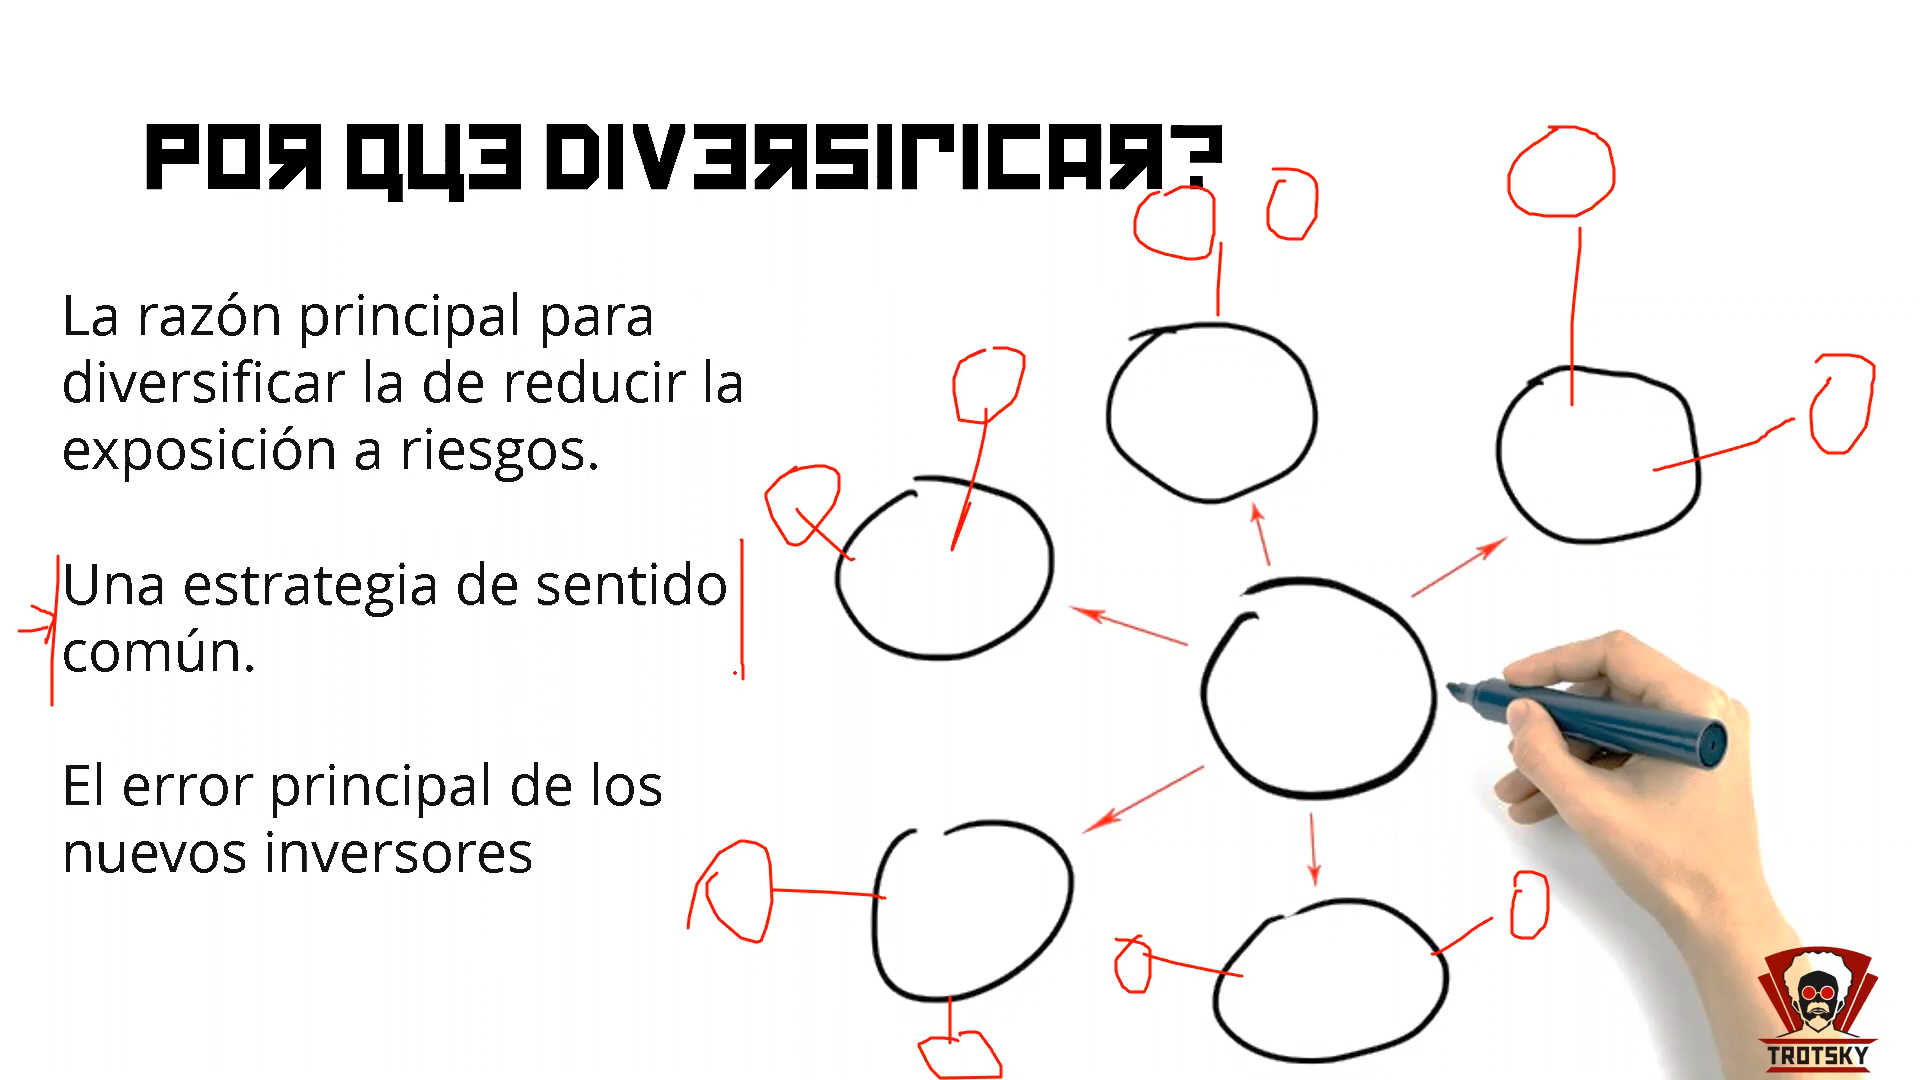 POR QUE DIVERSIFICAR?
La razón principal para
diversificar la de reducir la
exposición a riesgos.
Una estrategia de sentido
común.
El error principal de los
nuevos inversores
TROTSKY